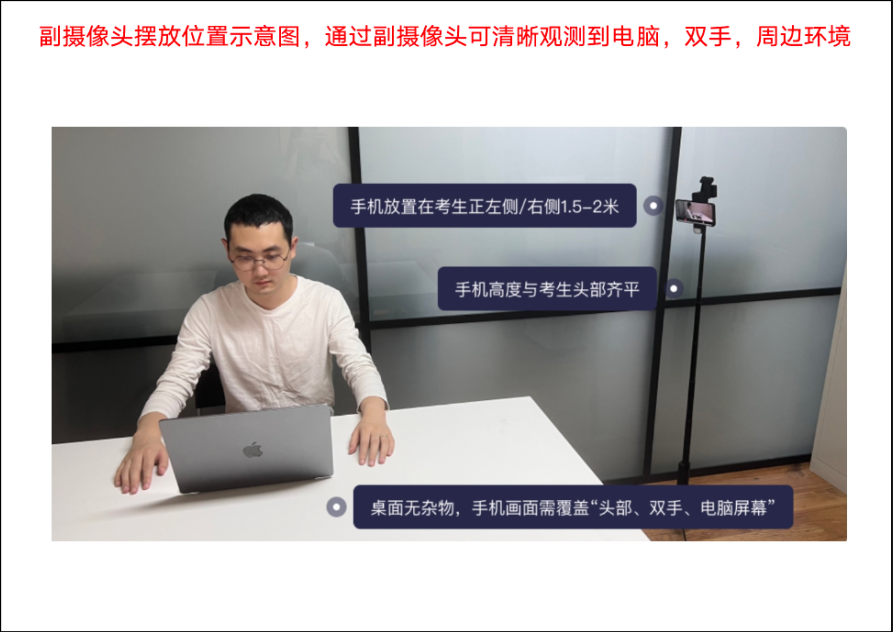 副摄像头摆放位置示意图，通过副摄像头可清晰观测到电脑，双手，周边环境
手机放置在考生正左侧/右侧1.5-2米
手机高度与考生头部齐平
桌面无杂物，手机画面需覆盖“头部、双手、电脑屏幕”